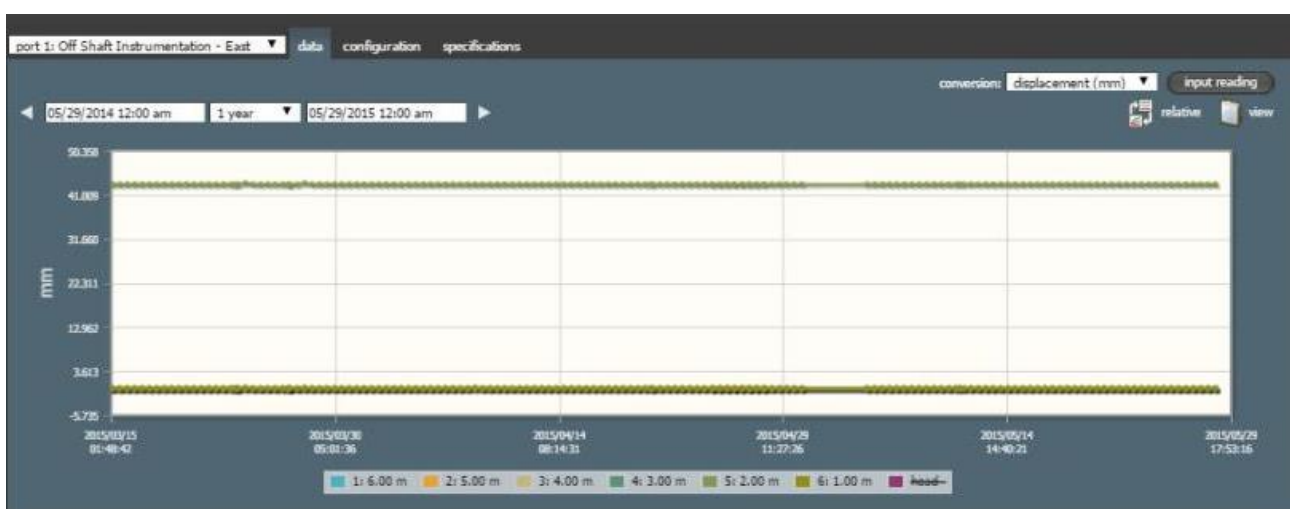 port 1: Off Shaft Instrumentation - East data configuration specifications
conversion: displacement (mm) input reading
05/29/2014 12:00 am 1 year 05/29/2015 12:00 am relative view
50.358
41.009
31.660
22.311
12.962
3.613
-5.735
mm
2015/03/15 2015/03/30 2015/04/14 2015/04/29 2015/05/14 2015/05/29
01:48:42 05:01:36 08:14:31 11:27:26 14:40:21 17:53:16
1: 6.00 m 2: 5.00 m 3: 4.00 m 4: 3.00 m 5: 2.00 m 6: 1.00 m head